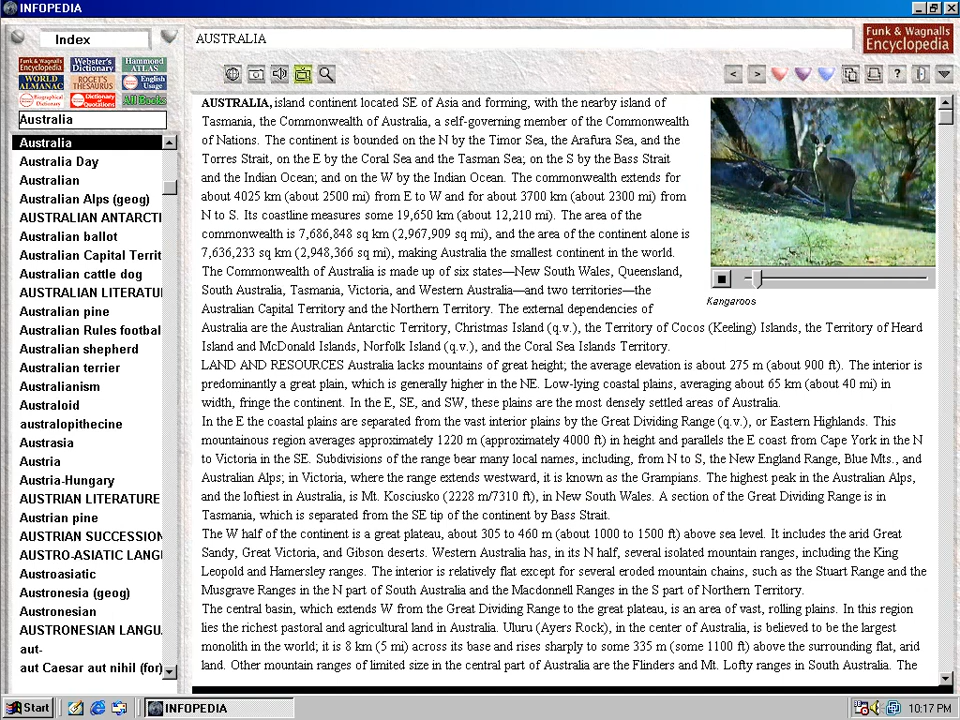 INFOPEDIA
Index
AUSTRALIA
Funk & Wagnalls
Encyclopedia
Funk & Wagnalls
Encyclopedia
Webster's
Dictionary
Hammond
ATLAS
WORLD
ALMANAC
ROGET'S
THESAURUS
English
Usage
Biographical
Dictionary
Dictionary
Quotations
All Books
< > ?
Australia
Australia
Australia Day
Australian
Australian Alps (geog)
AUSTRALIAN ANTARCTI
Australian ballot
Australian Capital Territ
Australian cattle dog
AUSTRALIAN LITERATU
Australian pine
Australian Rules footbal
Australian shepherd
Australian terrier
Australianism
Australoid
australopithecine
Austrasia
Austria
Austria-Hungary
AUSTRIAN LITERATURE
Austrian pine
AUSTRIAN SUCCESSION
AUSTRO-ASIATIC LANG
Austroasiatic
Austronesia (geog)
Austronesian
AUSTRONESIAN LANGU
aut-
aut Caesar aut nihil (for)
AUSTRALIA, island continent located SE of Asia and forming, with the nearby island of
Tasmania, the Commonwealth of Australia, a self-governing member of the Commonwealth
of Nations. The continent is bounded on the N by the Timor Sea, the Arafura Sea, and the
Torres Strait, on the E by the Coral Sea and the Tasman Sea; on the S by the Bass Strait
and the Indian Ocean; and on the W by the Indian Ocean. The commonwealth extends for
about 4025 km (about 2500 mi) from E to W and for about 3700 km (about 2300 mi) from
N to S. Its coastline measures some 19,650 km (about 12,210 mi). The area of the
commonwealth is 7,686,848 sq km (2,967,909 sq mi), and the area of the continent alone is
7,636,233 sq km (2,948,366 sq mi), making Australia the smallest continent in the world.
The Commonwealth of Australia is made up of six states—New South Wales, Queensland,
South Australia, Tasmania, Victoria, and Western Australia—and two territories—the
Australian Capital Territory and the Northern Territory. The external dependencies of
Australia are the Australian Antarctic Territory, Christmas Island (q.v.), the Territory of Cocos (Keeling) Islands, the Territory of Heard
Island and McDonald Islands, Norfolk Island (q.v.), and the Coral Sea Islands Territory.
LAND AND RESOURCES Australia lacks mountains of great height; the average elevation is about 275 m (about 900 ft). The interior is
predominantly a great plain, which is generally higher in the NE. Low-lying coastal plains, averaging about 65 km (about 40 mi) in
width, fringe the continent. In the E, SE, and SW, these plains are the most densely settled areas of Australia.
In the E the coastal plains are separated from the vast interior plains by the Great Dividing Range (q.v.), or Eastern Highlands. This
mountainous region averages approximately 1220 m (approximately 4000 ft) in height and parallels the E coast from Cape York in the N
to Victoria in the SE. Subdivisions of the range bear many local names, including, from N to S, the New England Range, Blue Mts., and
Australian Alps; in Victoria, where the range extends westward, it is known as the Grampians. The highest peak in the Australian Alps,
and the loftiest in Australia, is Mt. Kosciusko (2228 m/7310 ft), in New South Wales. A section of the Great Dividing Range is in
Tasmania, which is separated from the SE tip of the continent by Bass Strait.
The W half of the continent is a great plateau, about 305 to 460 m (about 1000 to 1500 ft) above sea level. It includes the arid Great
Sandy, Great Victoria, and Gibson deserts. Western Australia has, in its N half, several isolated mountain ranges, including the King
Leopold and Hamersley ranges. The interior is relatively flat except for several eroded mountain chains, such as the Stuart Range and the
Musgrave Ranges in the N part of South Australia and the Macdonnell Ranges in the S part of Northern Territory.
The central basin, which extends W from the Great Dividing Range to the great plateau, is an area of vast, rolling plains. In this region
lies the richest pastoral and agricultural land in Australia. Uluru (Ayers Rock), in the center of Australia, is believed to be the largest
monolith in the world; it is 8 km (5 mi) across its base and rises sharply to some 335 m (some 1100 ft) above the surrounding flat, arid
land. Other mountain ranges of limited size in the central part of Australia are the Flinders and Mt. Lofty ranges in South Australia. The
Kangaroos
Start
INFOPEDIA
10:17 PM